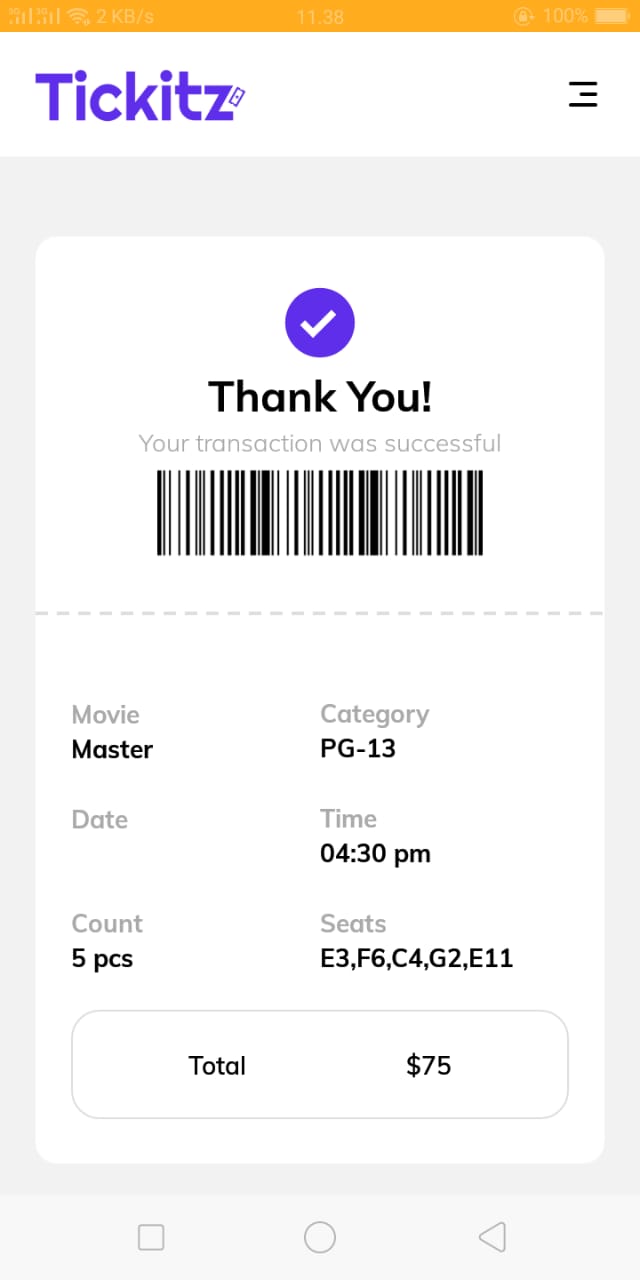 2 KB/s 11.38 100%
Tickitz
Thank You!
Your transaction was successful
Movie Category
Master PG-13
Date Time
04:30 pm
Count Seats
5 pcs E3,F6,C4,G2,E11
Total $75